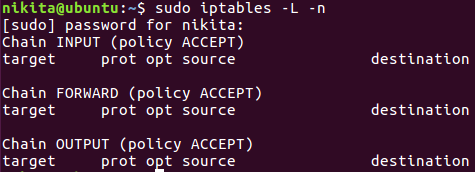 nikita@ubuntu:~$ sudo iptables -L -n
[sudo] password for nikita:
Chain INPUT (policy ACCEPT)
target     prot opt source               destination

Chain FORWARD (policy ACCEPT)
target     prot opt source               destination

Chain OUTPUT (policy ACCEPT)
target     prot opt source               destination